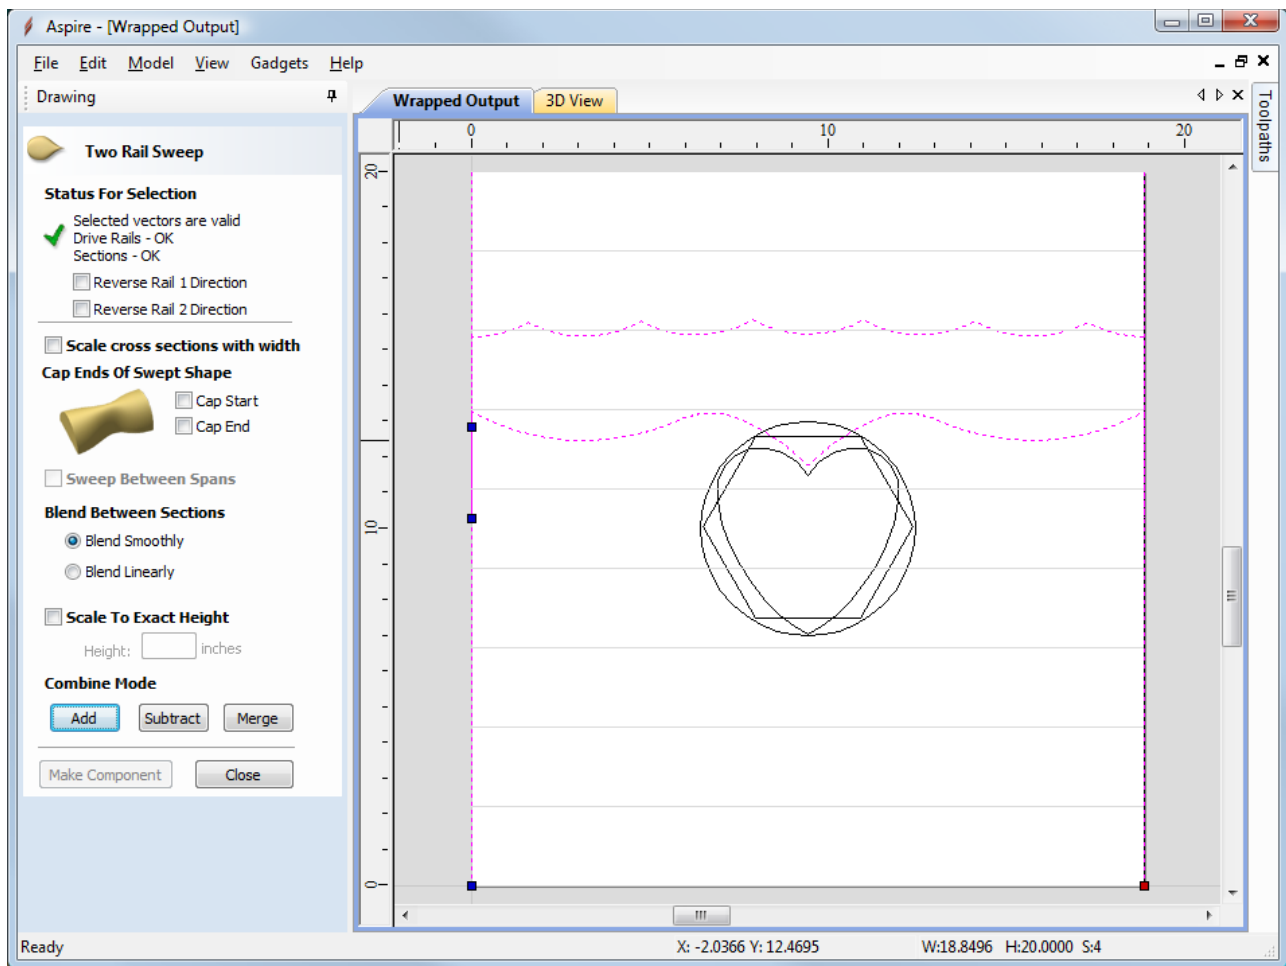 Aspire - [Wrapped Output]
File Edit Model View Gadgets Help
Drawing
Wrapped Output 3D View
Toolpaths
Two Rail Sweep
Status For Selection
Selected vectors are valid
Drive Rails - OK
Sections - OK
Reverse Rail 1 Direction
Reverse Rail 2 Direction
Scale cross sections with width
Cap Ends Of Swept Shape
Cap Start
Cap End
Sweep Between Spans
Blend Between Sections
Blend Smoothly
Blend Linearly
Scale To Exact Height
Height: inches
Combine Mode
Add Subtract Merge
Make Component Close
0 10 20
20
10
0
Ready X: -2.0366 Y: 12.4695 W:18.8496 H:20.0000 S:4